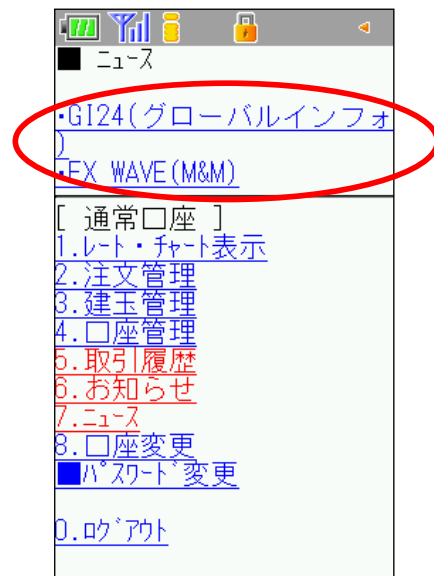 ■ ﾆｭｰｽ
・GI24(グローバルインフォ
)
・FX WAVE(M&M)
[ 通常口座 ]
1.ﾚｰﾄ・ﾁｬｰﾄ表示
2.注文管理
3.建玉管理
4.口座管理
5.取引履歴
6.お知らせ
7.ﾆｭｰｽ
8.口座変更
■ﾊﾟｽﾜｰﾄﾞ変更
0.ﾛｸﾞｱｳﾄ